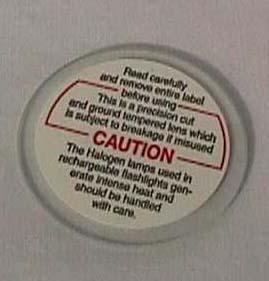 Read carefully
and remove entire label
before using
This is a precision cut
and ground tempered lens which
is subject to breakage if misused
CAUTION
The Halogen lamps used in
rechargeable flashlights gen-
erate intense heat and
should be handled
with care.